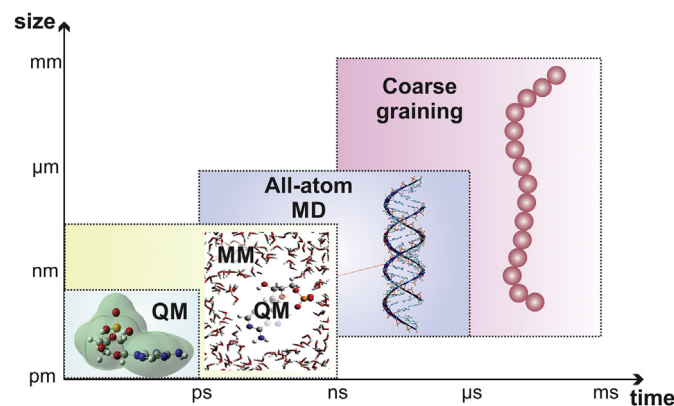 size
mm
Coarse
graining
µm
All-atom
MD
MM
nm
QM
QM
pm
ps
ns
µs
ms
time